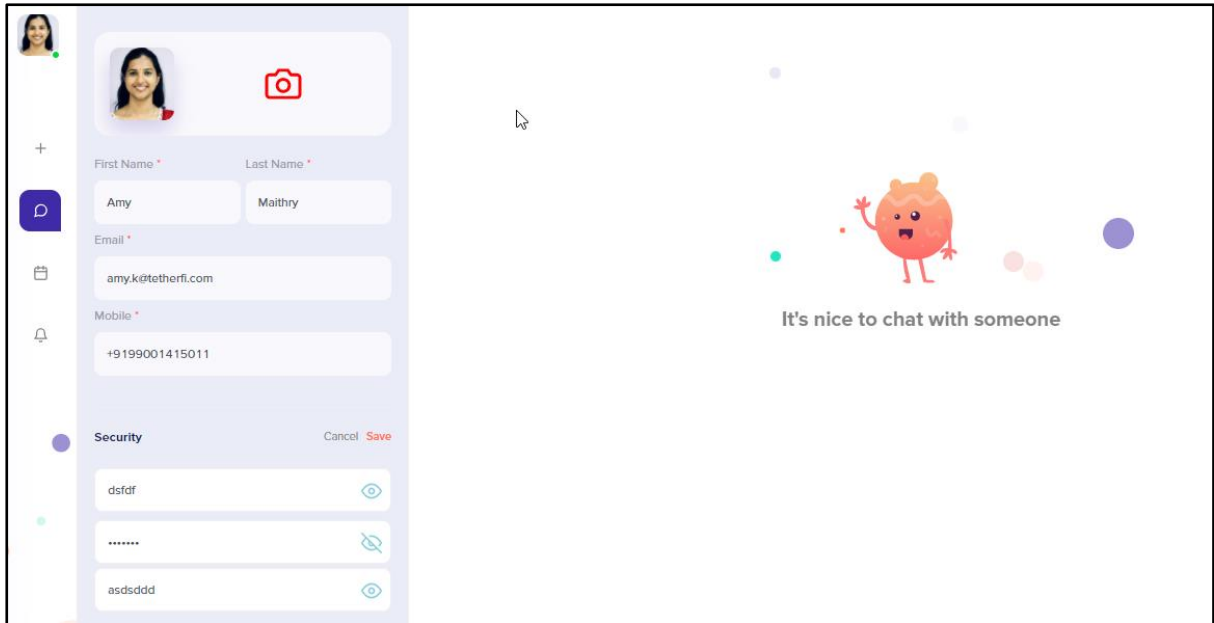 First Name * Last Name *
Amy Maithry
Email *
amy.k@tetherfi.com
Mobile *
+9199001415011
Security Cancel Save
dsfdf
•••••••
asdsddd
It's nice to chat with someone